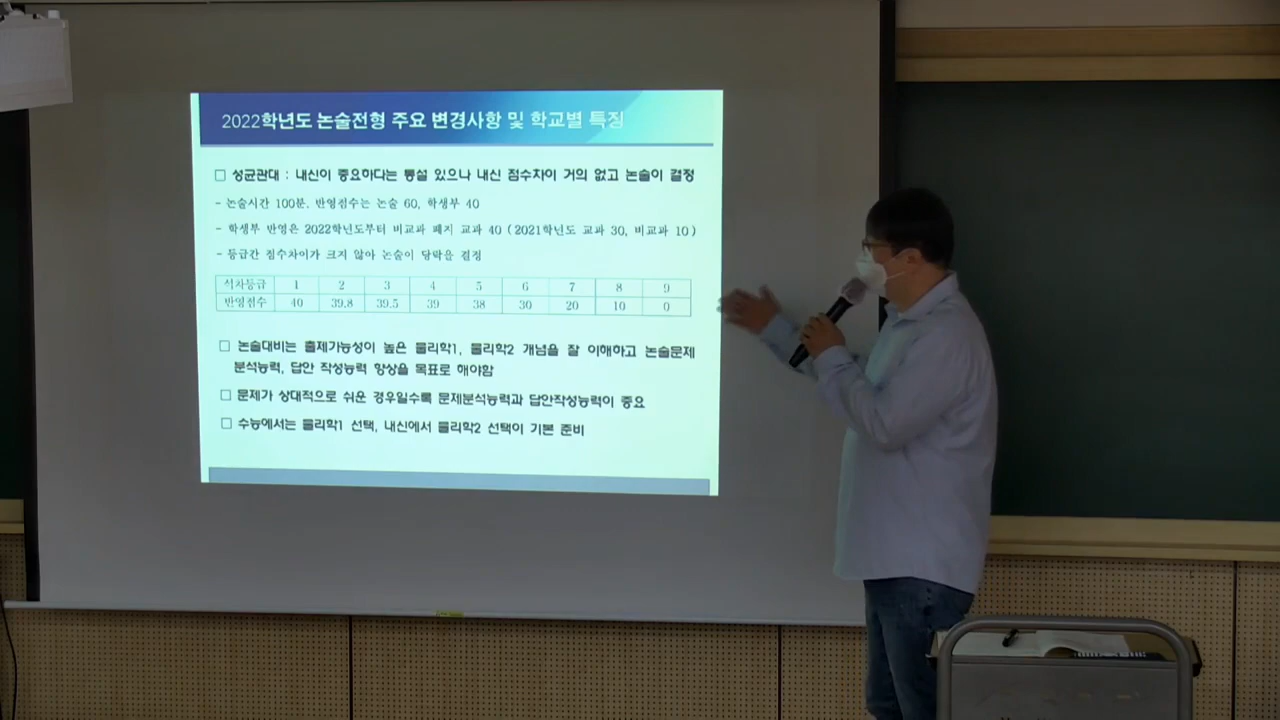 2022학년도 논술전형 주요 변경사항 및 학교별 특징
□ 성균관대 : 내신이 중요하다는 통설 있으나 내신 점수차이 거의 없고 논술이 결정
- 논술시간 100분. 반영점수는 논술 60, 학생부 40
- 학생부 반영은 2022학년도부터 비교과 폐지 교과 40 (2021학년도 교과 30, 비교과 10)
- 등급간 점수차이가 크지 않아 논술이 당락을 결정
석차등급 1 2 3 4 5 6 7 8 9
반영점수 40 39.8 39.5 39 38 30 20 10 0
□ 논술대비는 출제가능성이 높은 물리학1, 물리학2 개념을 잘 이해하고 논술문제
분석능력, 답안 작성능력 향상을 목표로 해야함
□ 문제가 상대적으로 쉬운 경우일수록 문제분석능력과 답안작성능력이 중요
□ 수능에서는 물리학1 선택, 내신에서 물리학2 선택이 기본 준비